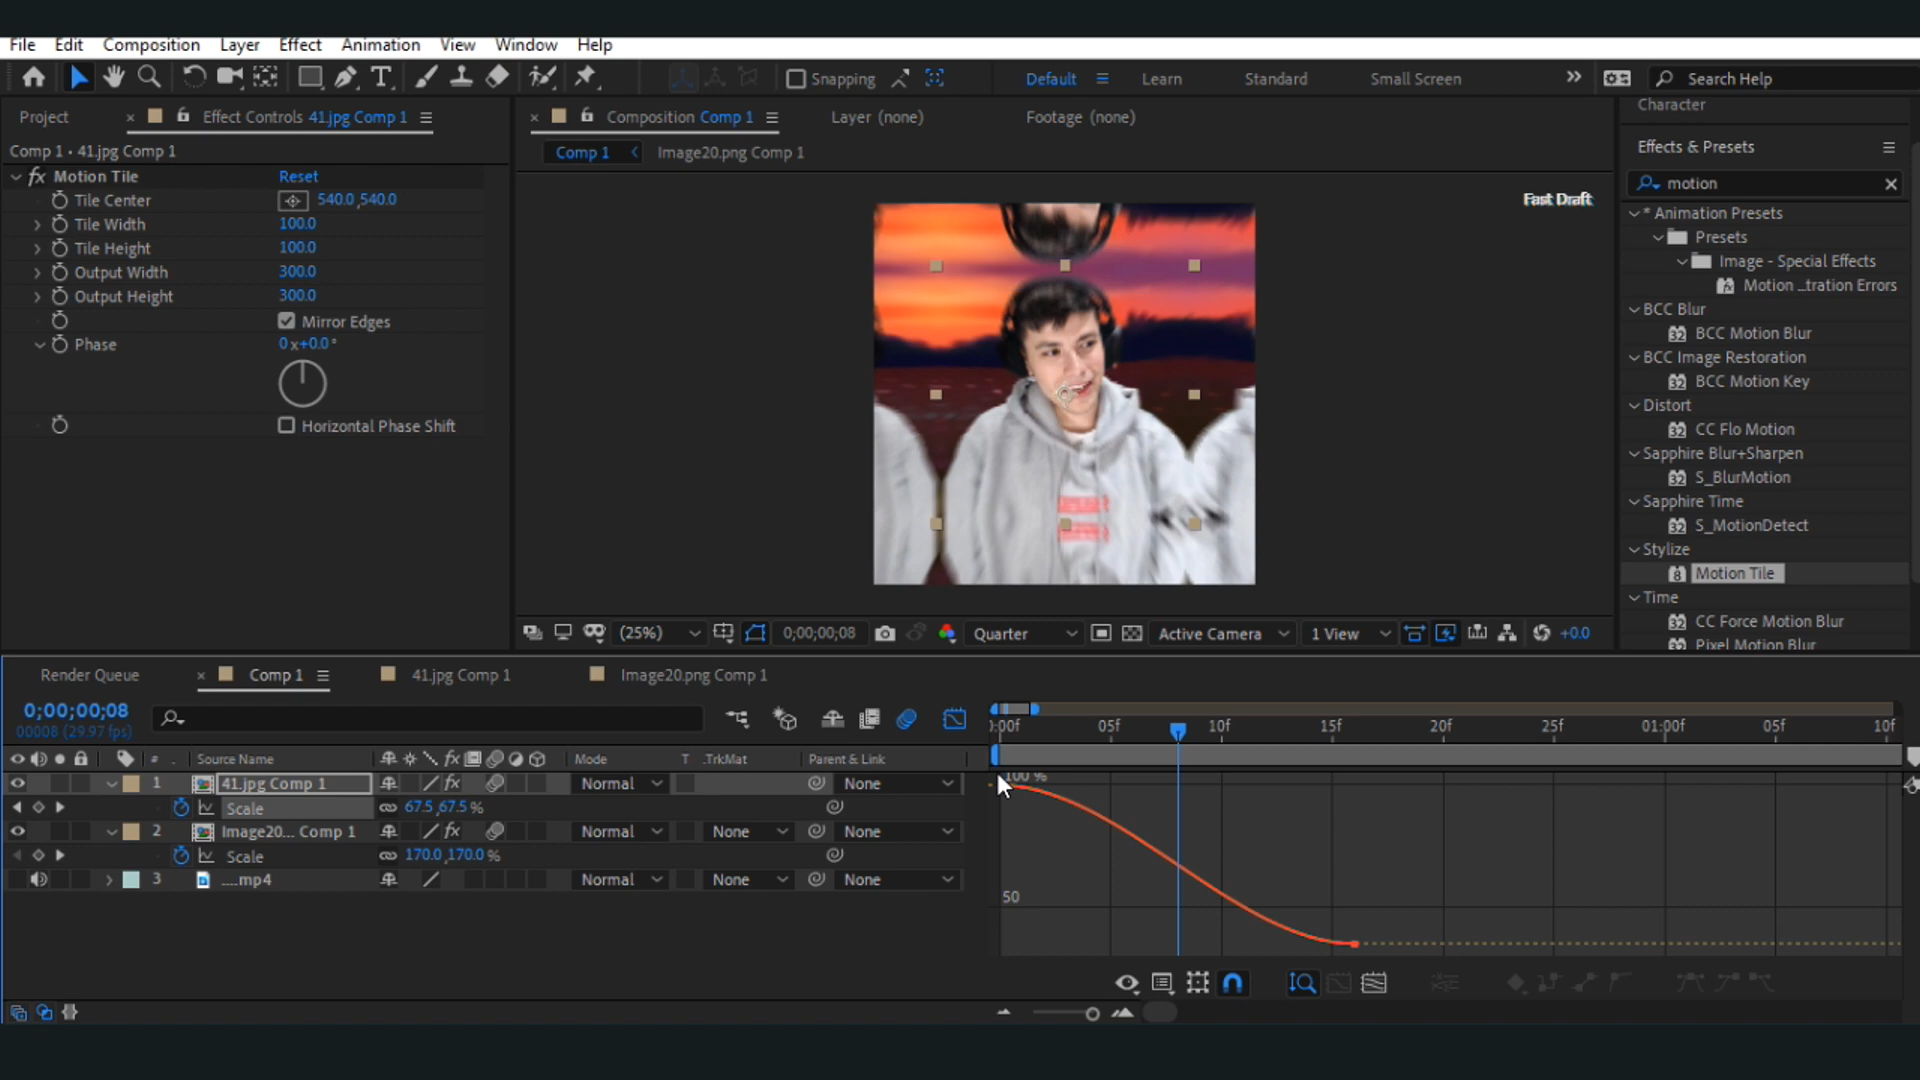 File Edit Composition Layer Effect Animation View Window Help
Snapping Default Learn Standard Small Screen Search Help
Project Effect Controls 41.jpg Comp 1
Comp 1 • 41.jpg Comp 1
fx Motion Tile Reset
Tile Center 540.0,540.0
Tile Width 100.0
Tile Height 100.0
Output Width 300.0
Output Height 300.0
Mirror Edges
Phase 0x+0.0°
Horizontal Phase Shift
Composition Comp 1 Layer (none) Footage (none)
Comp 1 Image20.png Comp 1
Fast Draft
(25%) 0;00;00;08 Quarter Active Camera 1 View +0.0
Character
Effects & Presets
motion
* Animation Presets
Presets
Image - Special Effects
Motion ...tration Errors
BCC Blur
BCC Motion Blur
BCC Image Restoration
BCC Motion Key
Distort
CC Flo Motion
Sapphire Blur+Sharpen
S_BlurMotion
Sapphire Time
S_MotionDetect
Stylize
Motion Tile
Time
CC Force Motion Blur
Pixel Motion Blur
Render Queue Comp 1 41.jpg Comp 1 Image20.png Comp 1
0;00;00;08
00008 (29.97 fps)
:00f 05f 10f 15f 20f 25f 01:00f 05f 10f
# Source Name fx Mode T .TrkMat Parent & Link
1 41.jpg Comp 1 fx Normal None
Scale 67.5,67.5%
2 Image20... Comp 1 fx Normal None None
Scale 170.0,170.0%
3 ....mp4 Normal None None
100 %
50